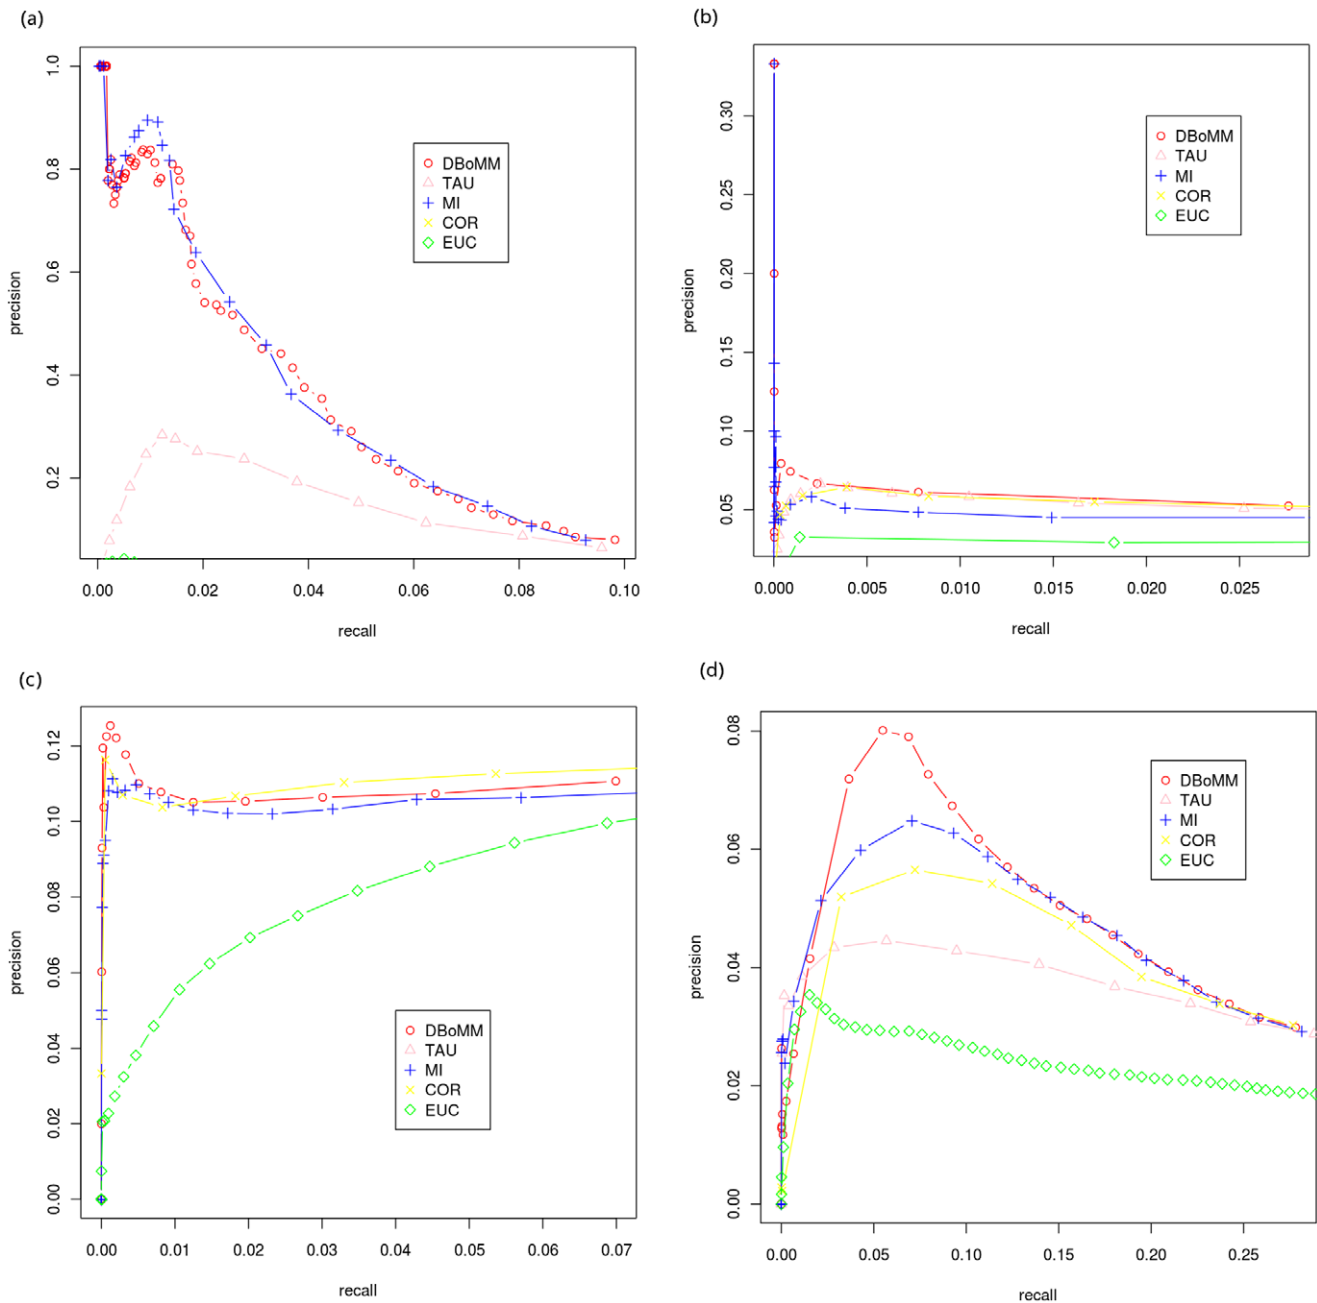 (a)
1.0
0.8
0.6
0.4
0.2
precision
DBoMM
TAU
MI
COR
EUC
0.00 0.02 0.04 0.06 0.08 0.10
recall
(b)
0.30
0.25
0.20
0.15
0.10
0.05
precision
DBoMM
TAU
MI
COR
EUC
0.000 0.005 0.010 0.015 0.020 0.025
recall
(c)
0.12
0.10
0.08
0.06
0.04
0.02
0.00
precision
DBoMM
TAU
MI
COR
EUC
0.00 0.01 0.02 0.03 0.04 0.05 0.06 0.07
recall
(d)
0.08
0.06
0.04
0.02
0.00
precision
DBoMM
TAU
MI
COR
EUC
0.00 0.05 0.10 0.15 0.20 0.25
recall